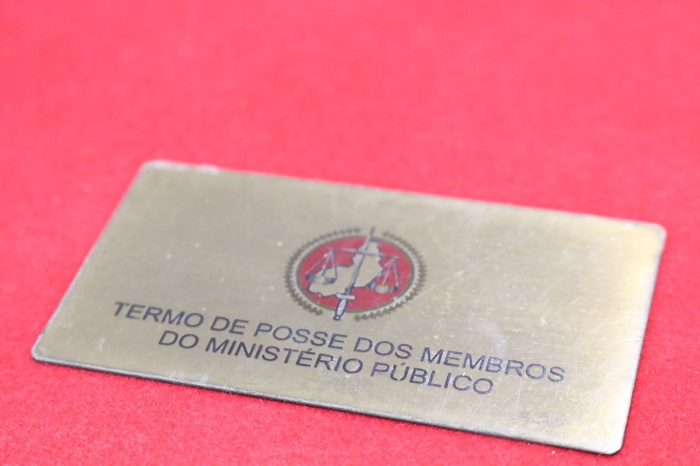 TERMO DE POSSE DOS MEMBROS
DO MINISTÉRIO PÚBLICO